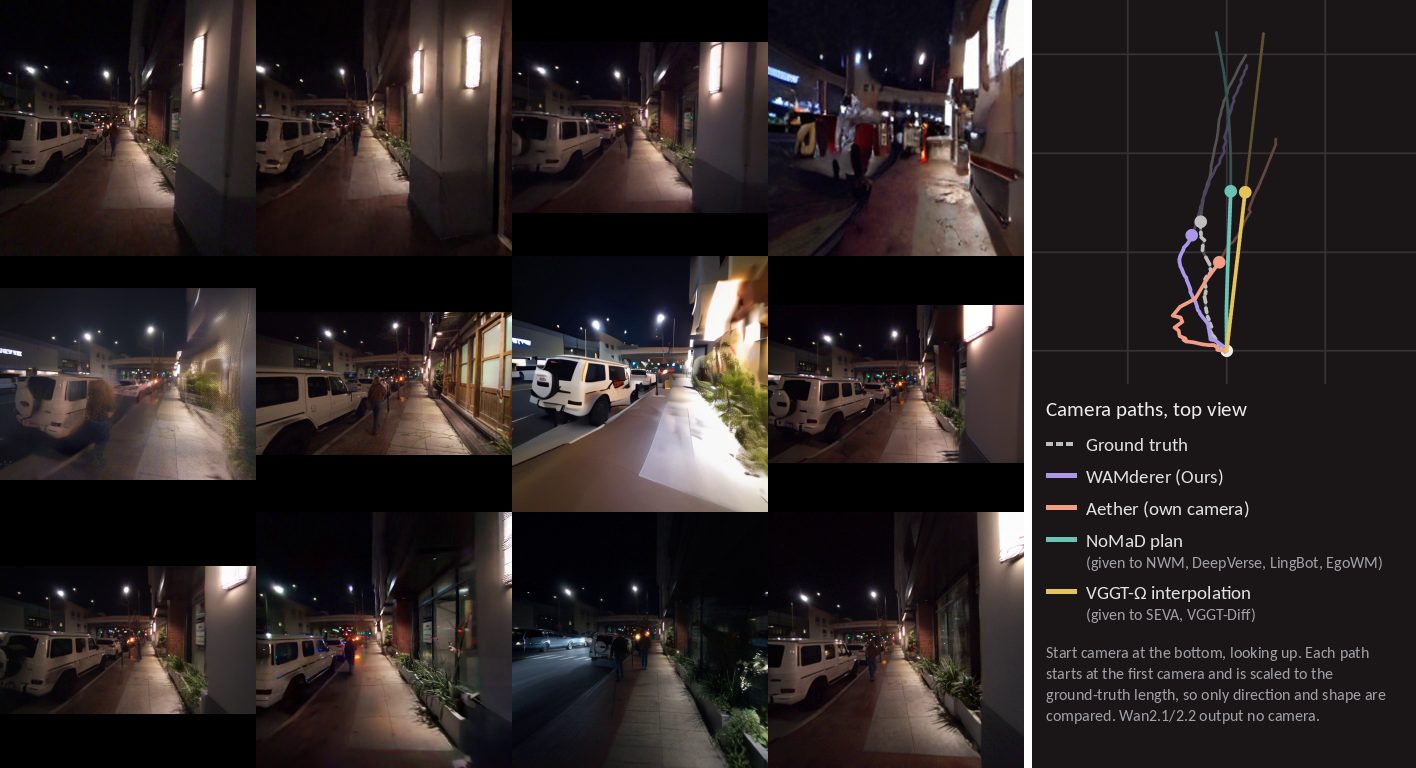 Camera paths, top view
Ground truth
WAMderer (Ours)
Aether (own camera)
NoMaD plan
(given to NWM, DeepVerse, LingBot, EgoWM)
VGGT-Ω interpolation
(given to SEVA, VGGT-Diff)
Start camera at the bottom, looking up. Each path
starts at the first camera and is scaled to the
ground-truth length, so only direction and shape are
compared. Wan2.1/2.2 output no camera.